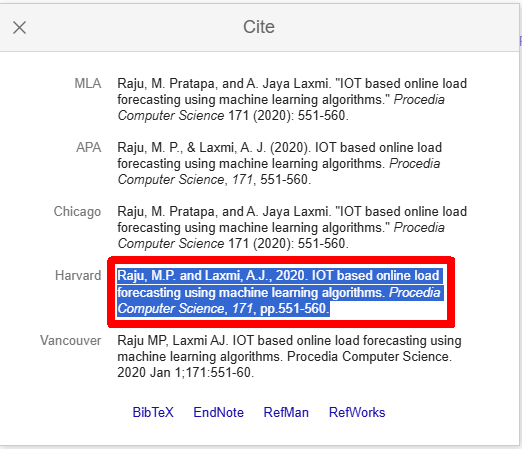 Cite
MLA
Raju, M. Pratapa, and A. Jaya Laxmi. "IOT based online load
forecasting using machine learning algorithms." Procedia
Computer Science 171 (2020): 551-560.
APA
Raju, M. P., & Laxmi, A. J. (2020). IOT based online load
forecasting using machine learning algorithms. Procedia
Computer Science, 171, 551-560.
Chicago
Raju, M. Pratapa, and A. Jaya Laxmi. "IOT based online load
forecasting using machine learning algorithms." Procedia
Computer Science 171 (2020): 551-560.
Harvard
Raju, M.P. and Laxmi, A.J., 2020. IOT based online load
forecasting using machine learning algorithms. Procedia
Computer Science, 171, pp.551-560.
Vancouver
Raju MP, Laxmi AJ. IOT based online load forecasting using
machine learning algorithms. Procedia Computer Science.
2020 Jan 1;171:551-60.
BibTeX EndNote RefMan RefWorks